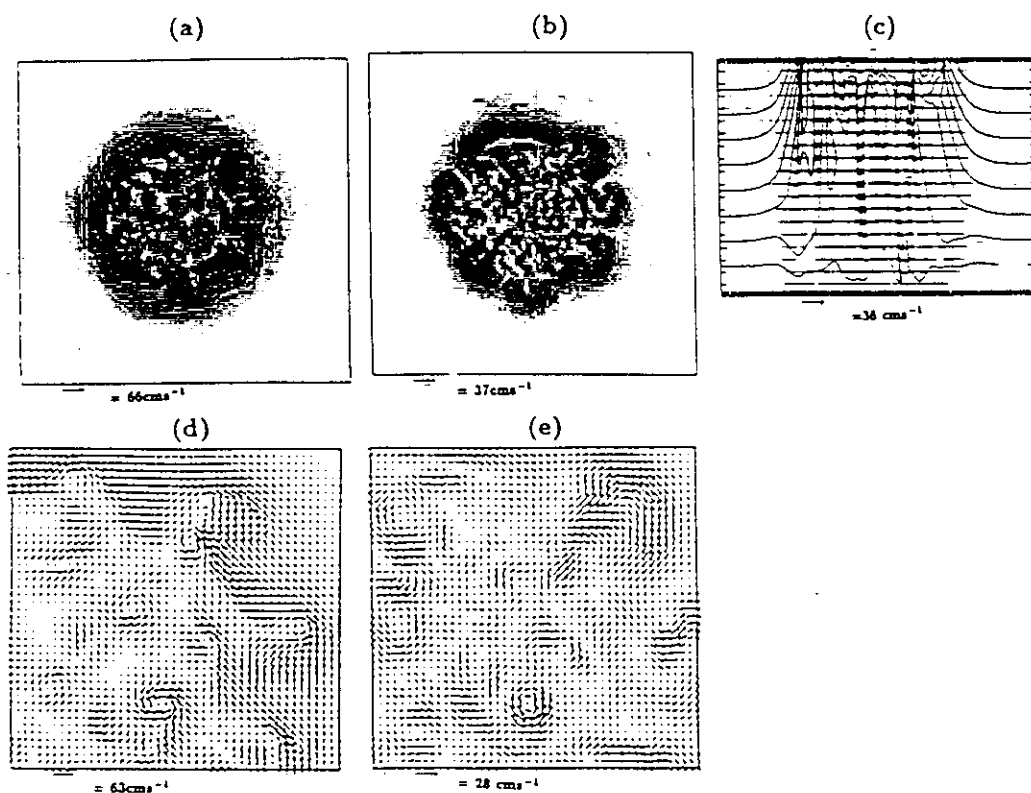 (a)
(b)
(c)
= 66cms⁻¹
= 37cms⁻¹
=38 cms⁻¹
(d)
(e)
= 63cms⁻¹
= 28 cms⁻¹